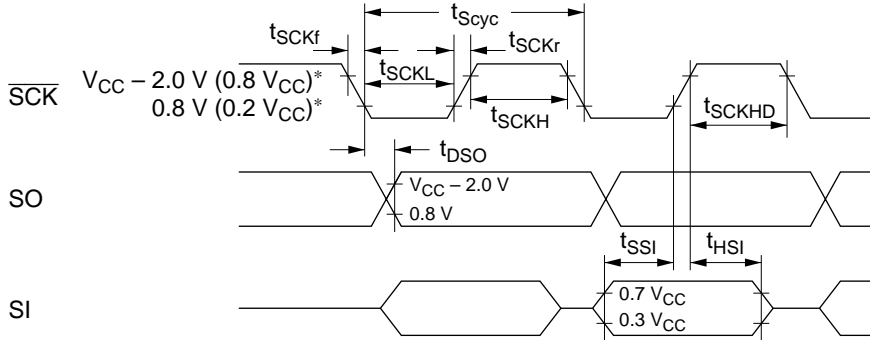 tScyc
tSCKf
tSCKr
SCK
VCC – 2.0 V (0.8 VCC)*
0.8 V (0.2 VCC)*
tSCKL
tSCKH
tSCKHD
tDSO
SO
VCC – 2.0 V
0.8 V
tSSI
tHSI
SI
0.7 VCC
0.3 VCC